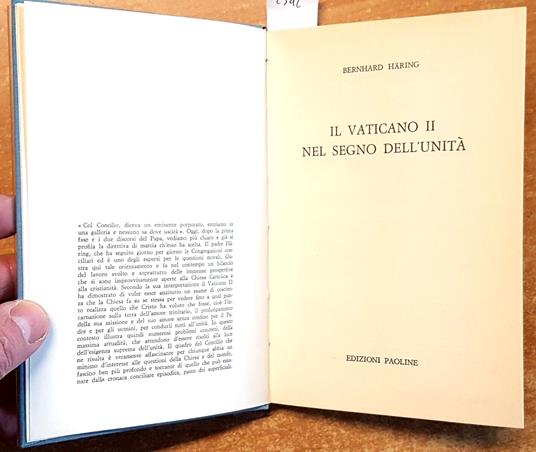 « Col Concilio, diceva un eminente porporato, entriamo in
una galleria e nessuno sa dove uscirà ». Oggi, dopo la prima
fase e i due discorsi del Papa, vediamo più chiaro e già si
profila la direttiva di marcia ch'esso ha scelta. Il padre Hä-
ring, che ha seguito giorno per giorno le Congregazioni con-
ciliari ed è uno degli esperti per le questioni morali, illu-
stra qui tale orientamento e fa nel contempo un bilancio
del lavoro svolto e soprattutto delle immense prospettive
che si sono improvvisamente aperte alla Chiesa Cattolica e
alla cristianità. Secondo la sua interpretazione il Vaticano II
ha dimostrato di voler esser anzitutto un esame di coscien-
za che la Chiesa fa su se stessa per vedere fino a qual pun-
to realizza quello che Cristo ha voluto che fosse, cioè l'in-
carnazione sulla terra dell'amore trinitario, il prolungamen-
to della sua missione e del suo amore senza confine per il Pa-
dre e per gli uomini, per condurli tutti all'unità. In questo
contesto illustra quindi numerosi problemi concreti, della
massima attualità, che attendono d'essere risolti alla luce
dell'esigenza suprema dell'unità. Il quadro del Concilio che
ne risulta è veramente affascinante per chiunque abbia un
minimo d'interesse alle questioni della Chiesa e del mondo,
fascino ben più profondo e toccante di quello che può ema-
nare dalla cronaca conciliare episodica, pasto dei superficiali.
BERNHARD HÄRING
IL VATICANO II
NEL SEGNO DELL'UNITÀ
EDIZIONI PAOLINE